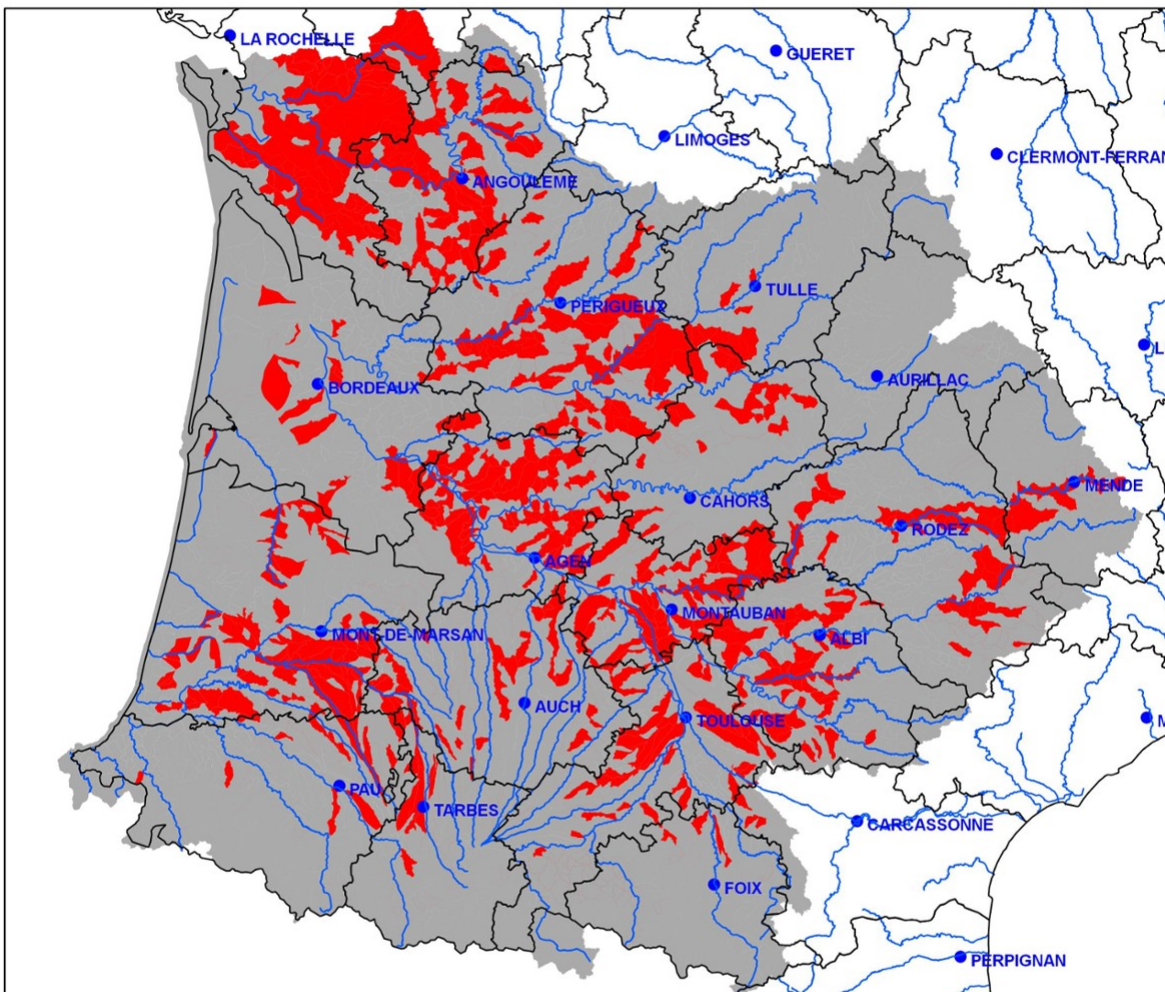 LA ROCHELLE
GUERET
LIMOGES
CLERMONT-FERRAN
ANGOULEME
TULLE
PERIGUEUX
L
AURILLAC
BORDEAUX
MENDE
CAHORS
RODEZ
AGEN
MONTAUBAN
MONT-DE-MARSAN
ALBI
AUCH
TOULOUSE
M
PAU
TARBES
CARCASSONNE
FOIX
PERPIGNAN